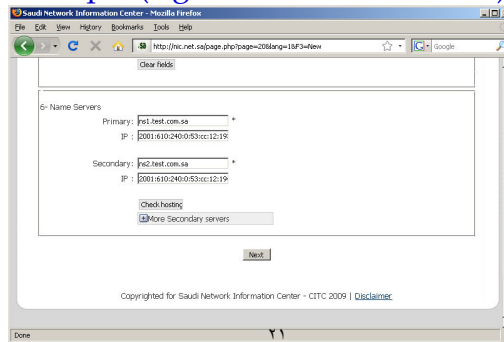 Saudi Network Information Center - Mozilla Firefox
File Edit View History Bookmarks Tools Help
http://nic.net.sa/page.php?page=20&lang=1&F3=New
Google
Clear fields
6- Name Servers
Primary: ns1.test.com.sa *
IP : 2001:610:240:0:53:cc:12:19
Secondary: ns2.test.com.sa *
IP : 2001:610:240:0:53:cc:12:19
Check hosting
More Secondary servers
Next
Copyrighted for Saudi Network Information Center - CITC 2009 | Disclaimer
Done
٢١